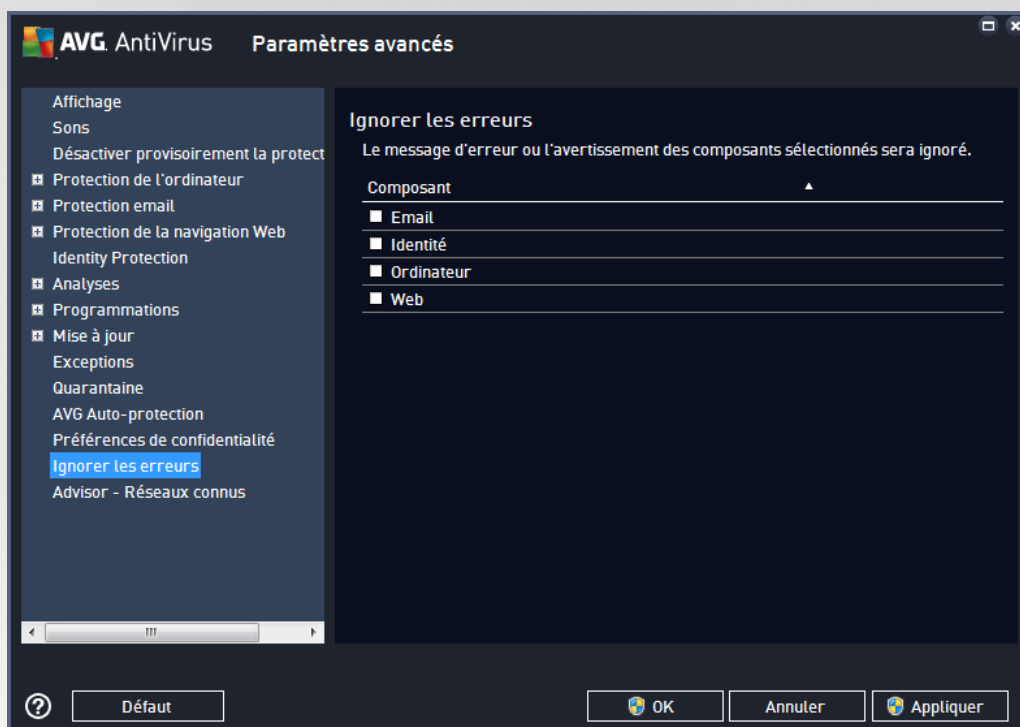 AVG AntiVirus Paramètres avancés
Affichage
Sons
Désactiver provisoirement la protect
Protection de l'ordinateur
Protection email
Protection de la navigation Web
Identity Protection
Analyses
Programmations
Mise à jour
Exceptions
Quarantaine
AVG Auto-protection
Préférences de confidentialité
Ignorer les erreurs
Advisor - Réseaux connus
Ignorer les erreurs
Le message d'erreur ou l'avertissement des composants sélectionnés sera ignoré.
Composant
Email
Identité
Ordinateur
Web
Défaut
OK
Annuler
Appliquer